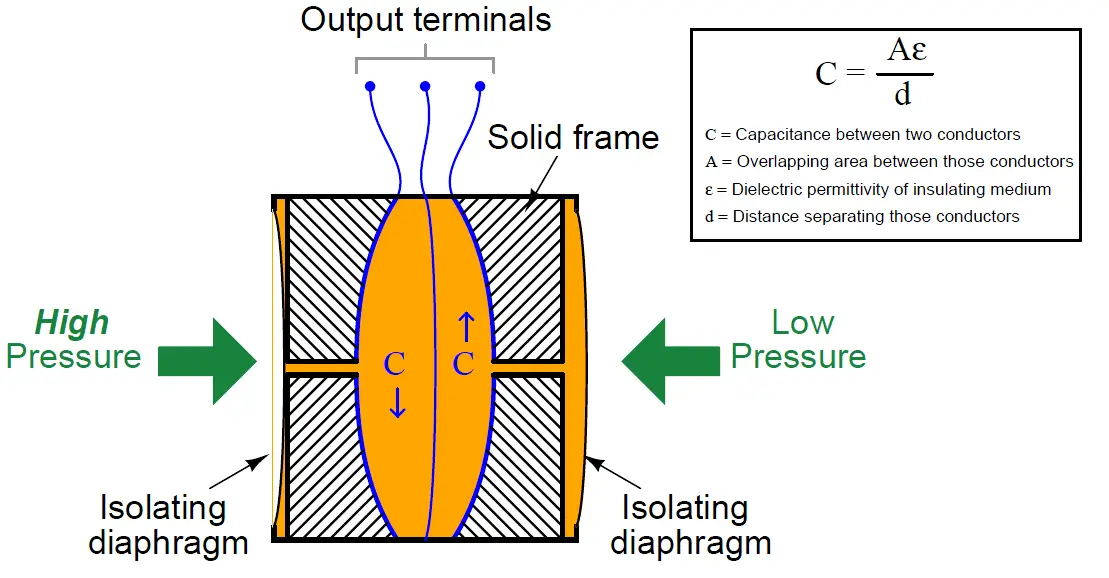 Output terminals
C = Aε
d
C = Capacitance between two conductors
A = Overlapping area between those conductors
ε = Dielectric permittivity of insulating medium
d = Distance separating those conductors
Solid frame
High
Pressure
C ↓
↑ C
Low
Pressure
Isolating
diaphragm
Isolating
diaphragm